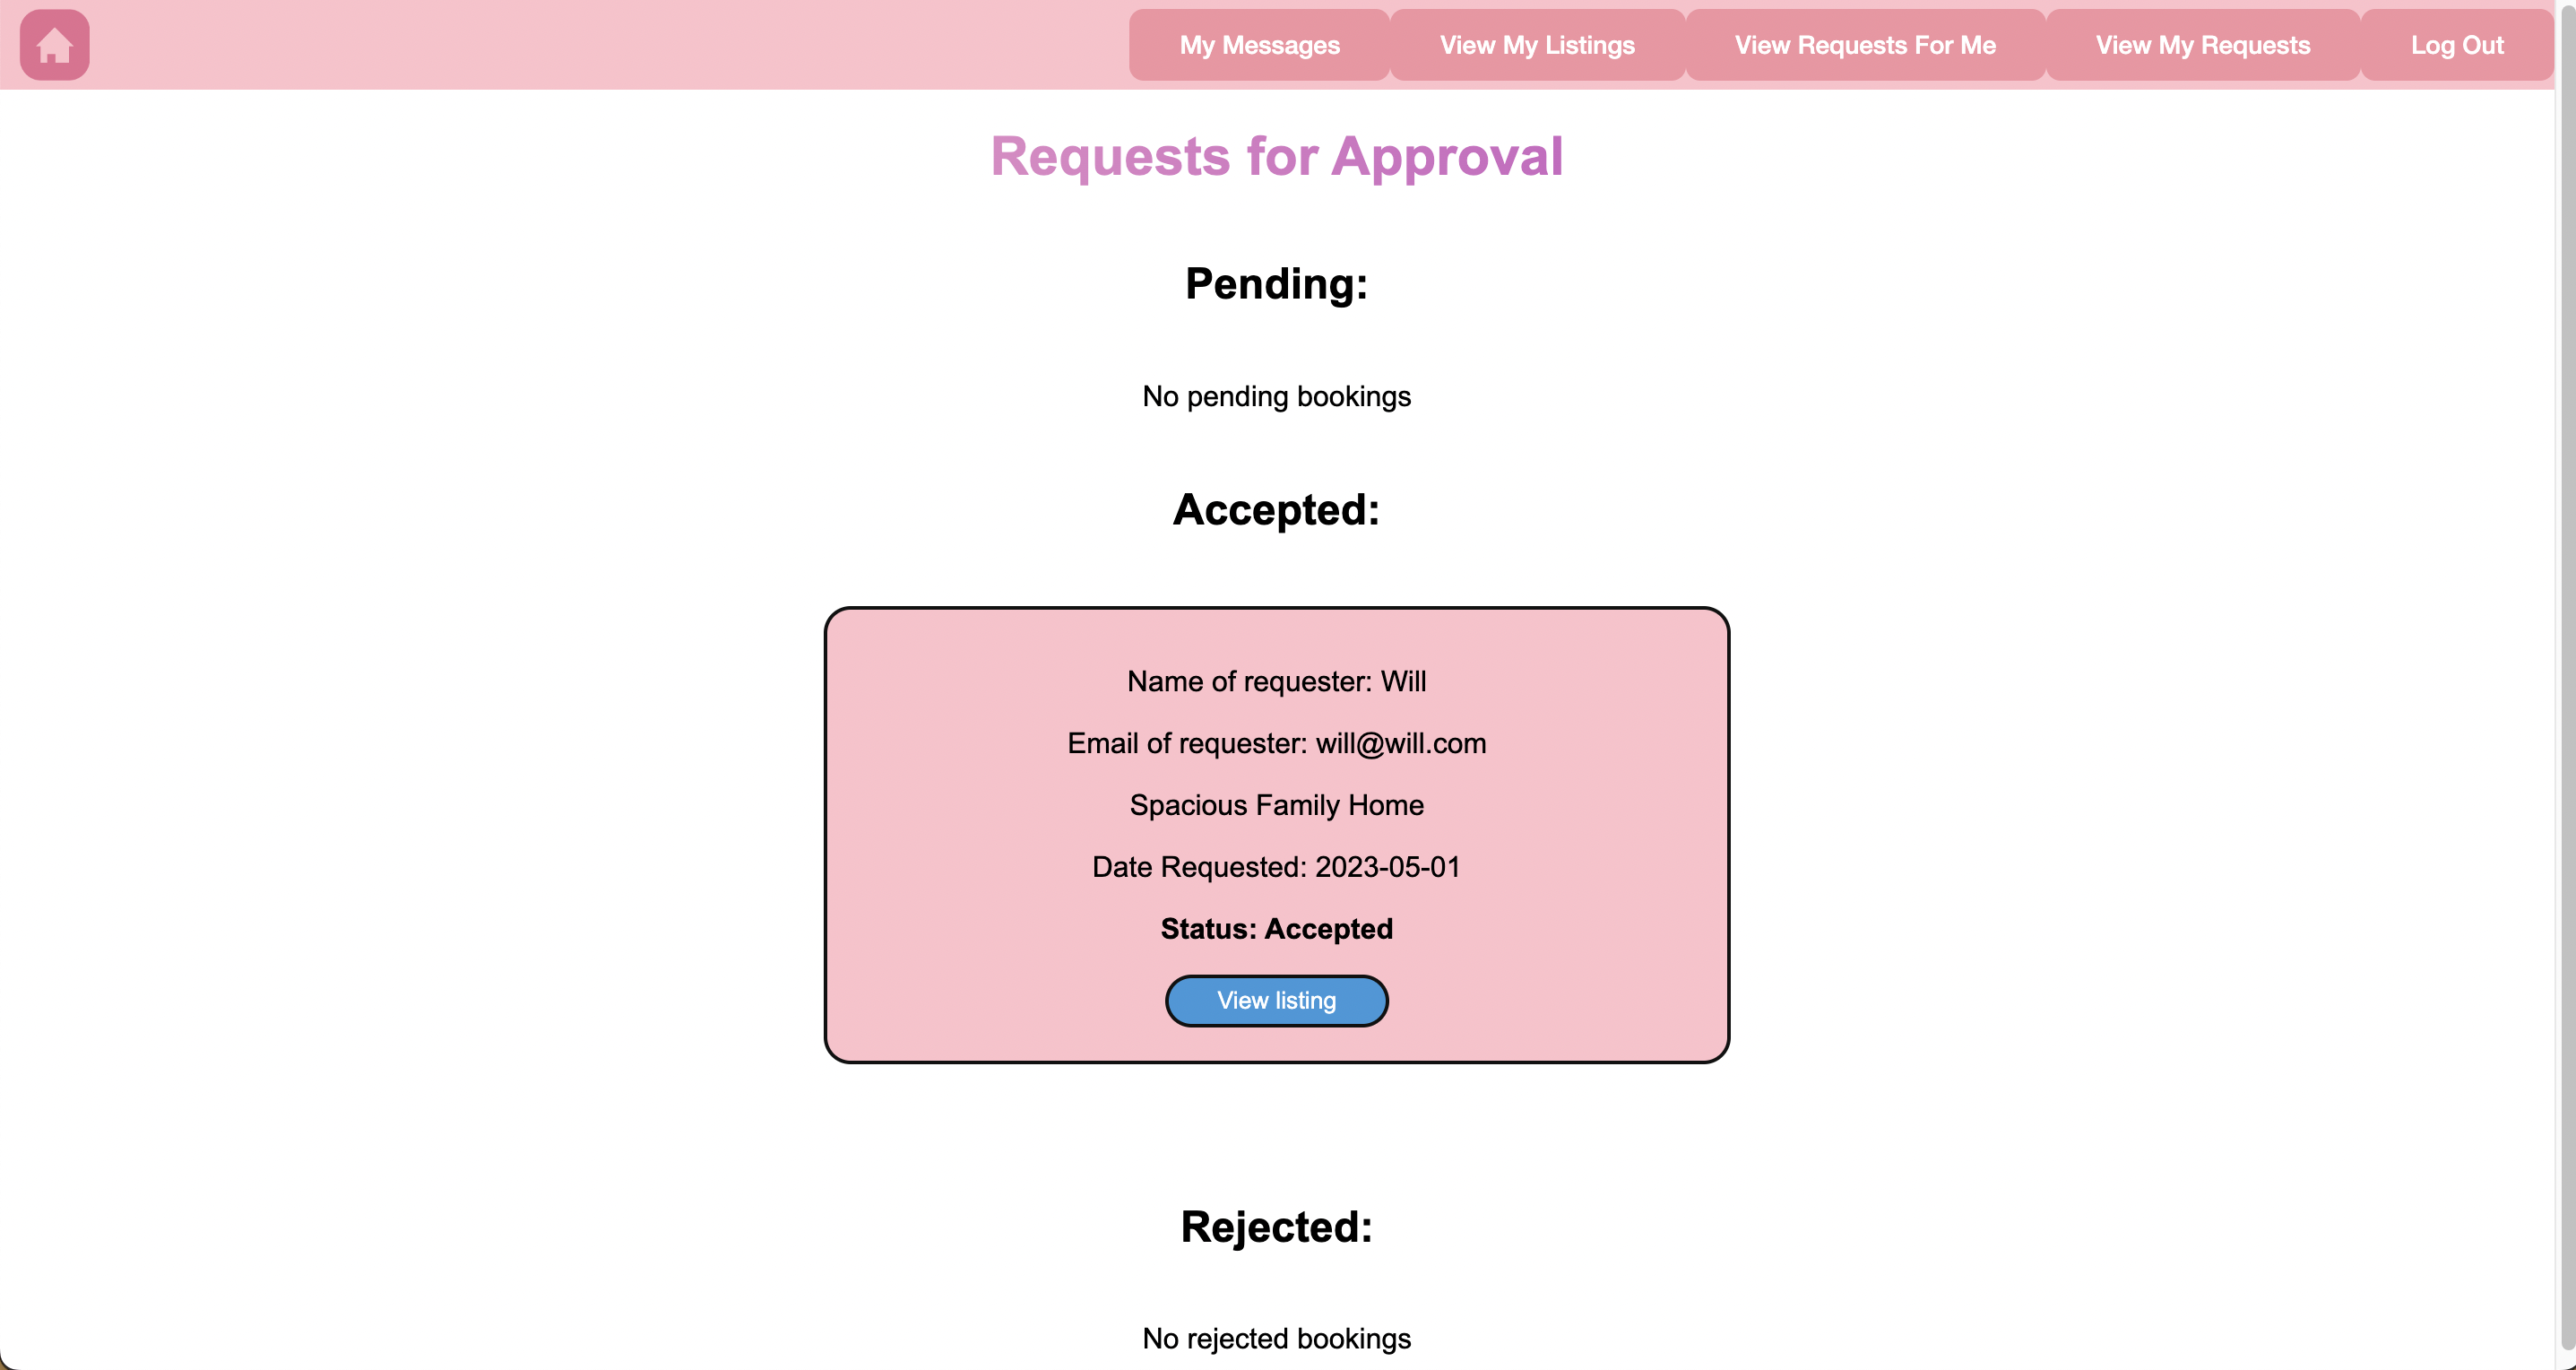 My Messages
View My Listings
View Requests For Me
View My Requests
Log Out
Requests for Approval
Pending:
No pending bookings
Accepted:
Name of requester: Will
Email of requester: will@will.com
Spacious Family Home
Date Requested: 2023-05-01
Status: Accepted
View listing
Rejected:
No rejected bookings